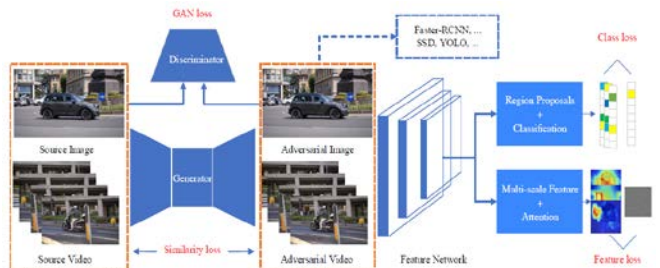 GAN loss
Discriminator
Faster-RCNN, ...
SSD, YOLO, ...
Class loss
Source Image
Adversarial Image
Region Proposals
+
Classification
Generator
Multi-scale Feature
+
Attention
Source Video
Similarity loss
Adversarial Video
Feature Network
Feature loss